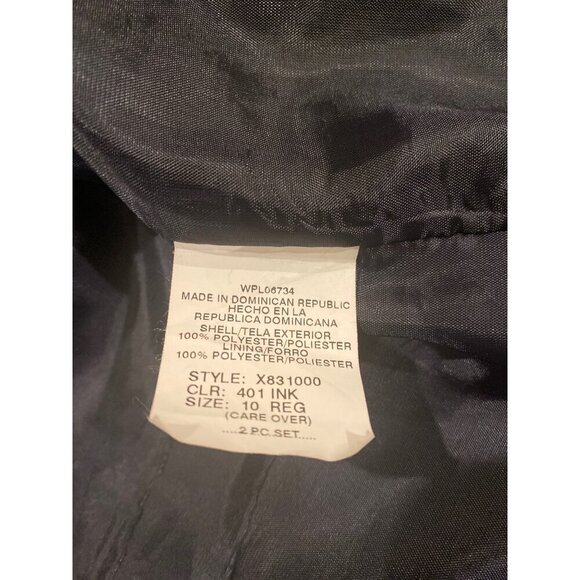 WPL06734
MADE IN DOMINICAN REPUBLIC
HECHO EN LA
REPUBLICA DOMINICANA
SHELL/TELA EXTERIOR
100% POLYESTER/POLIESTER
LINING/FORRO
100% POLYESTER/POLIESTER
STYLE: X831000
CLR: 401 INK
SIZE: 10 REG
(CARE OVER)
....2 PC.SET.....